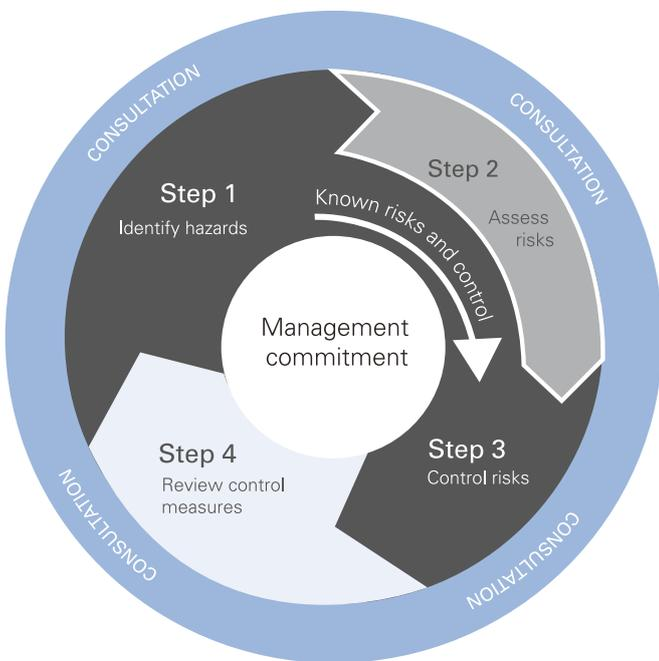 CONSULTATION
CONSULTATION
Step 1
Identify hazards
Step 2
Assess
risks
Known risks and control
Management
commitment
Step 3
Control risks
Step 4
Review control
measures
CONSULTATION
CONSULTATION